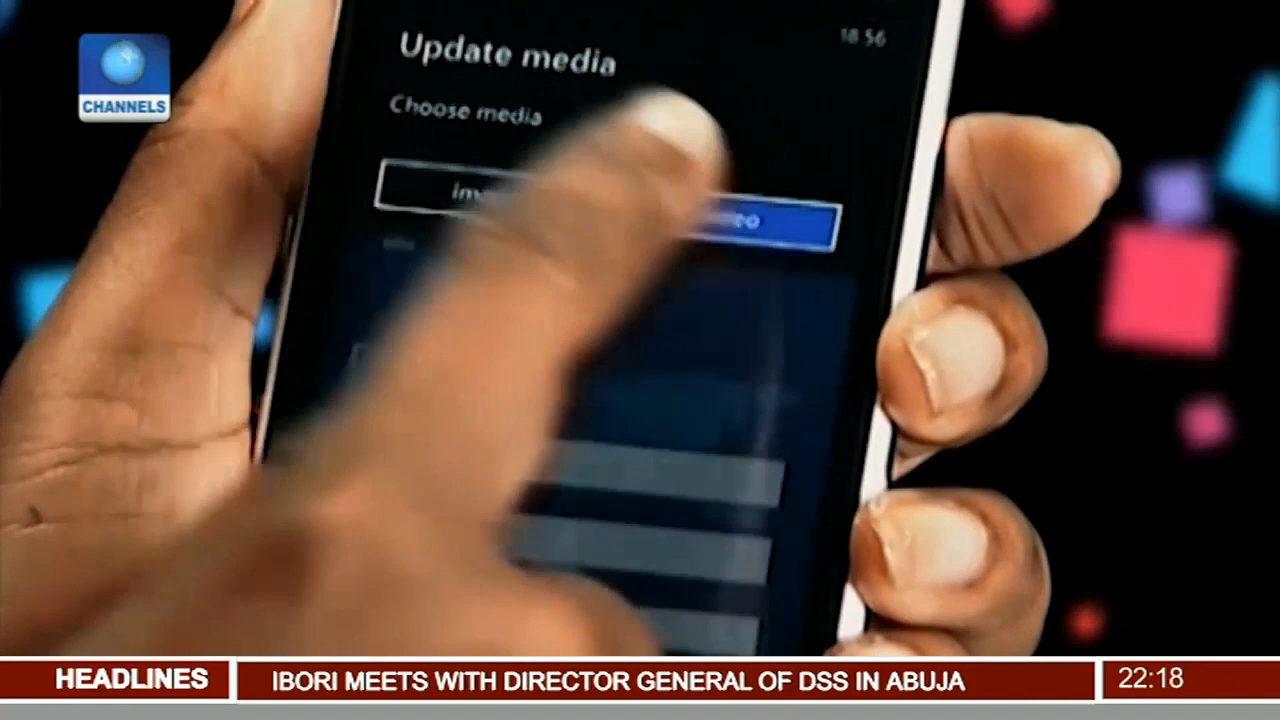 CHANNELS
Update media
18:56
Choose media
HEADLINES
IBORI MEETS WITH DIRECTOR GENERAL OF DSS IN ABUJA
22:18